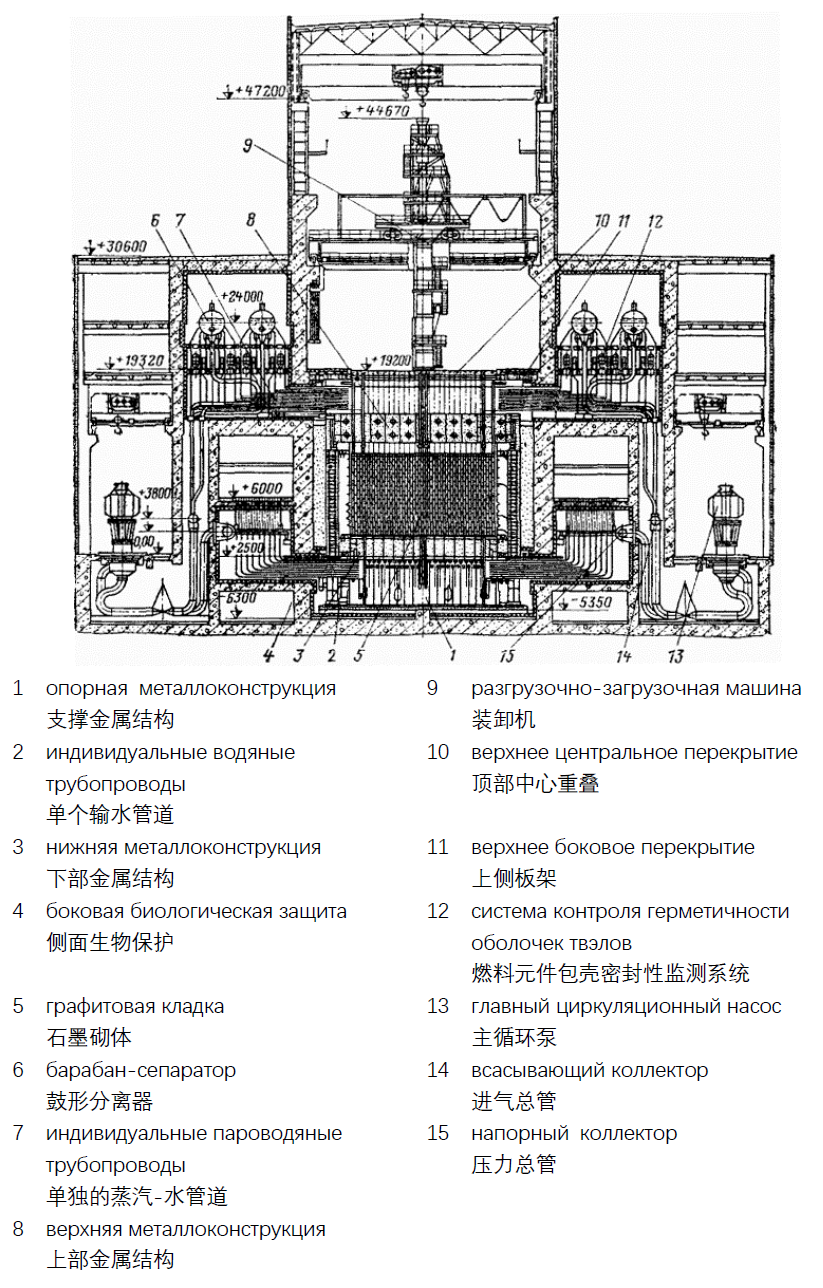 +47200
+44670
9
6
7
8
10
11
12
+30600
+24000
+19320
+19200
+3800
+6000
0,00
+2500
-5300
-5350
4
3
2
5
1
15
14
13
1 опорная металлоконструкция
支撑金属结构
2 индивидуальные водяные
трубопроводы
单个输水管道
3 нижняя металлоконструкция
下部金属结构
4 боковая биологическая защита
侧面生物保护
5 графитовая кладка
石墨砌体
6 барабан-сепаратор
鼓形分离器
7 индивидуальные пароводяные
трубопроводы
单独的蒸汽-水管道
8 верхняя металлоконструкция
上部金属结构
9 разгрузочно-загрузочная машина
装卸机
10 верхнее центральное перекрытие
顶部中心重叠
11 верхнее боковое перекрытие
上侧板架
12 система контроля герметичности
оболочек твэлов
燃料元件包壳密封性监测系统
13 главный циркуляционный насос
主循环泵
14 всасывающий коллектор
进气总管
15 напорный коллектор
压力总管